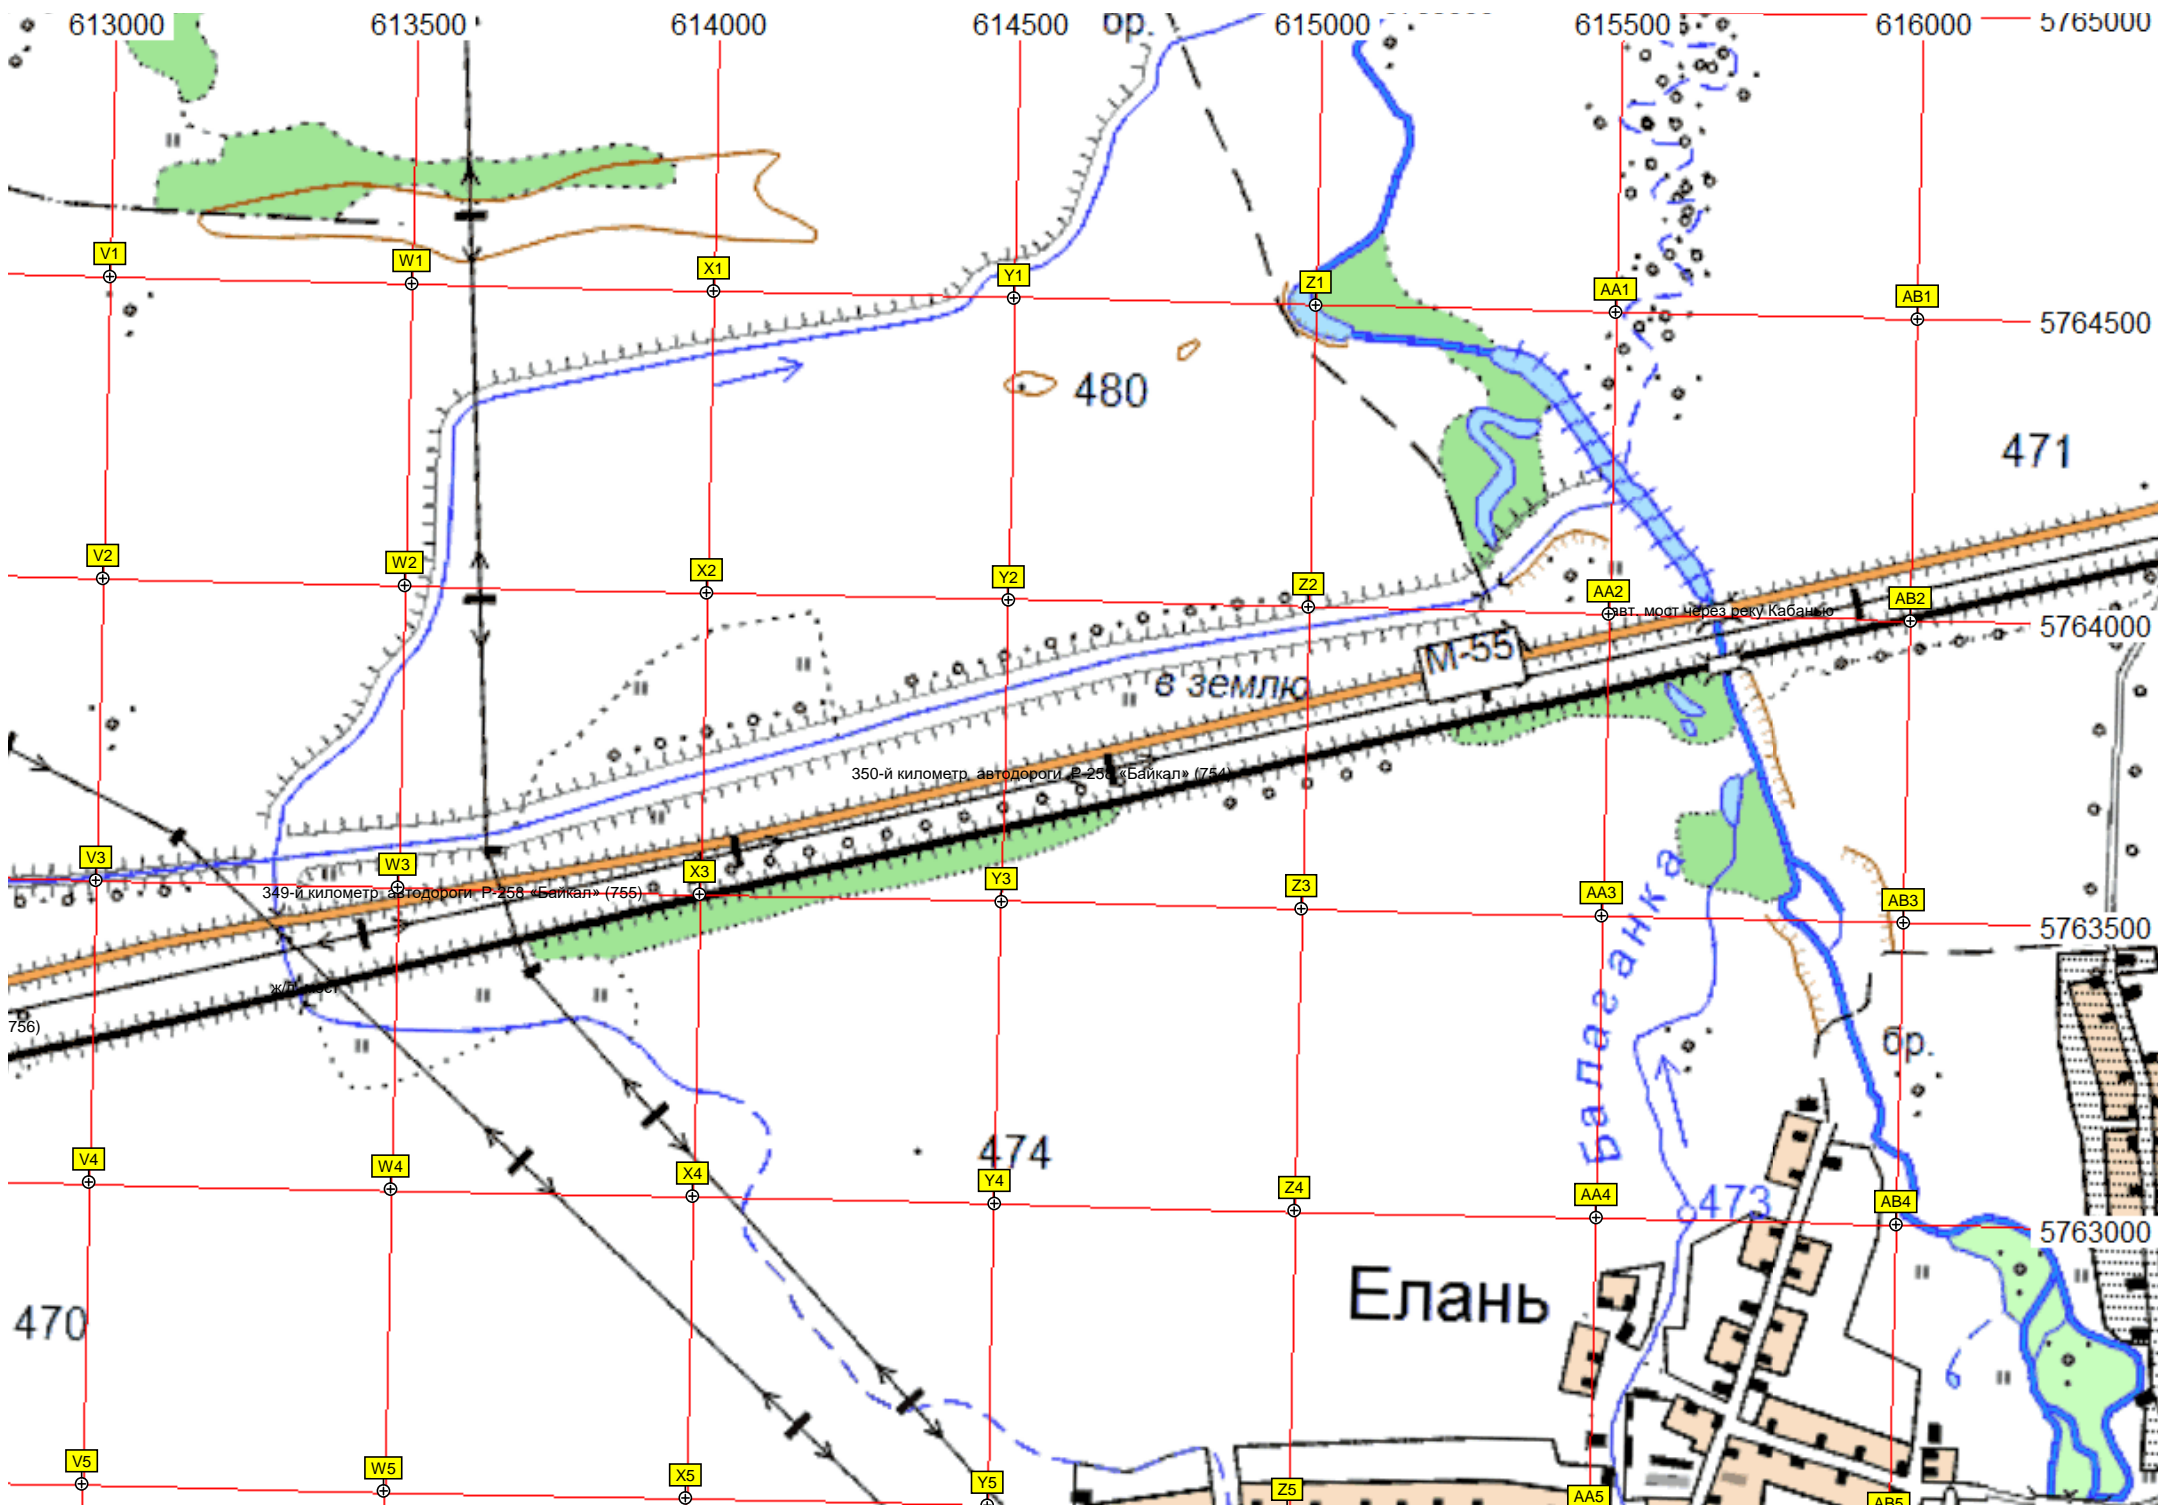 613000 613500 614000 614500 615000 615500 616000 5765000
бр.
V1 W1 X1 Y1 Z1 AA1 AB1
5764500
480
471
V2 W2 X2 Y2 Z2 AA2 AB2
авт. мост через реку Кабанью
5764000
М-55
в землю
350-й километр автодороги Р-258 «Байкал» (754)
V3 W3 X3 Y3 Z3 AA3 AB3
349-й километр автодороги Р-258 «Байкал» (755)
5763500
Балаганка
ж/д мост
756)
бр.
474
V4 W4 X4 Y4 Z4 AA4 AB4
473
5763000
Елань
470
V5 W5 X5 Y5 Z5 AA5 AB5